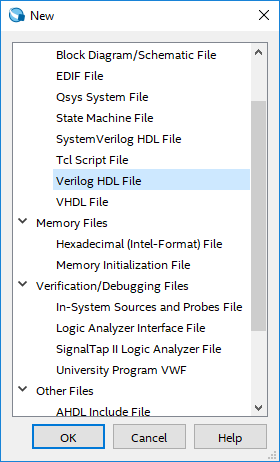 New
Block Diagram/Schematic File
EDIF File
Qsys System File
State Machine File
SystemVerilog HDL File
Tcl Script File
Verilog HDL File
VHDL File
Memory Files
Hexadecimal (Intel-Format) File
Memory Initialization File
Verification/Debugging Files
In-System Sources and Probes File
Logic Analyzer Interface File
SignalTap II Logic Analyzer File
University Program VWF
Other Files
AHDL Include File
OK Cancel Help